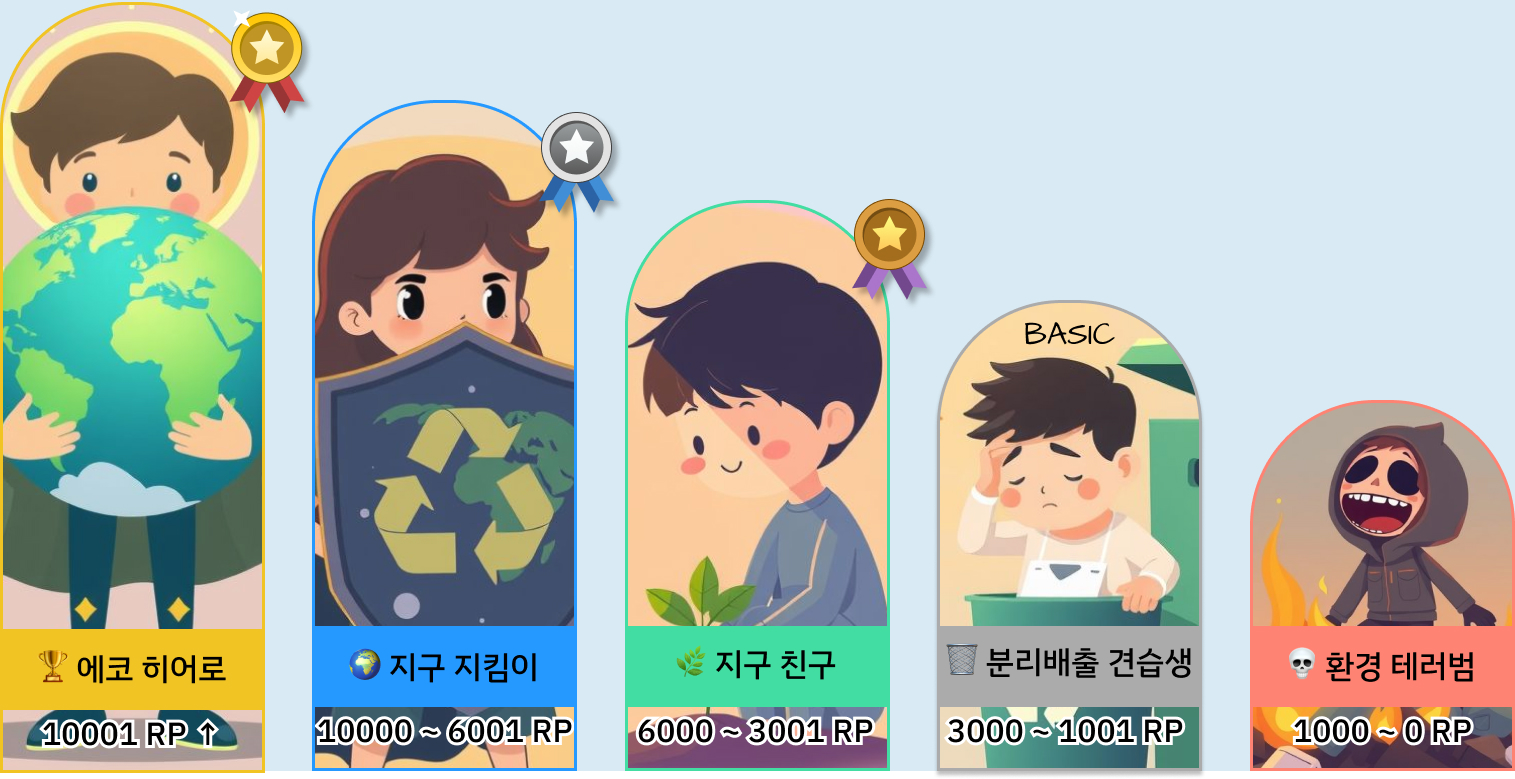 BASIC
에코 히어로
10001 RP ↑
지구 지킴이
10000 ~ 6001 RP
지구 친구
6000 ~ 3001 RP
분리배출 견습생
3000 ~ 1001 RP
환경 테러범
1000 ~ 0 RP